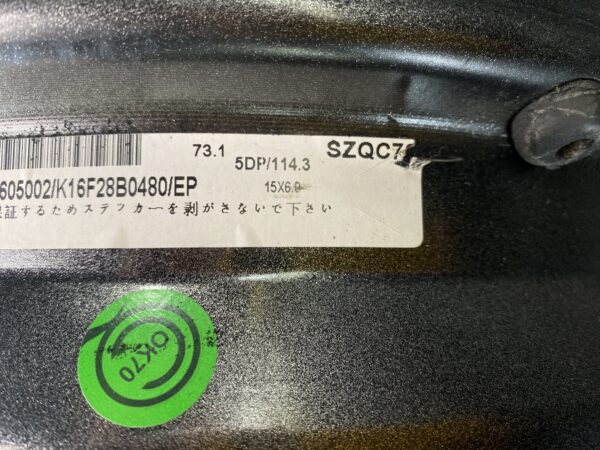 73.1 5DP/114.3 SZQC7
605002/K16F28B0480/EP 15X6.0
保証するためステッカーを剥がさないで下さい
OK70